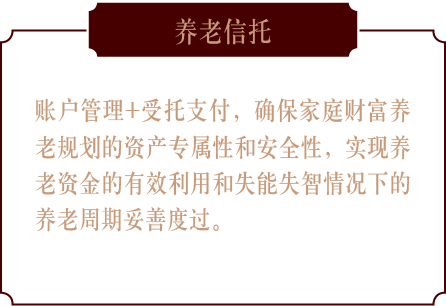 养老信托
账户管理+受托支付，确保家庭财富养
老规划的资产专属性和安全性，实现养
老资金的有效利用和失能失智情况下的
养老周期妥善度过。